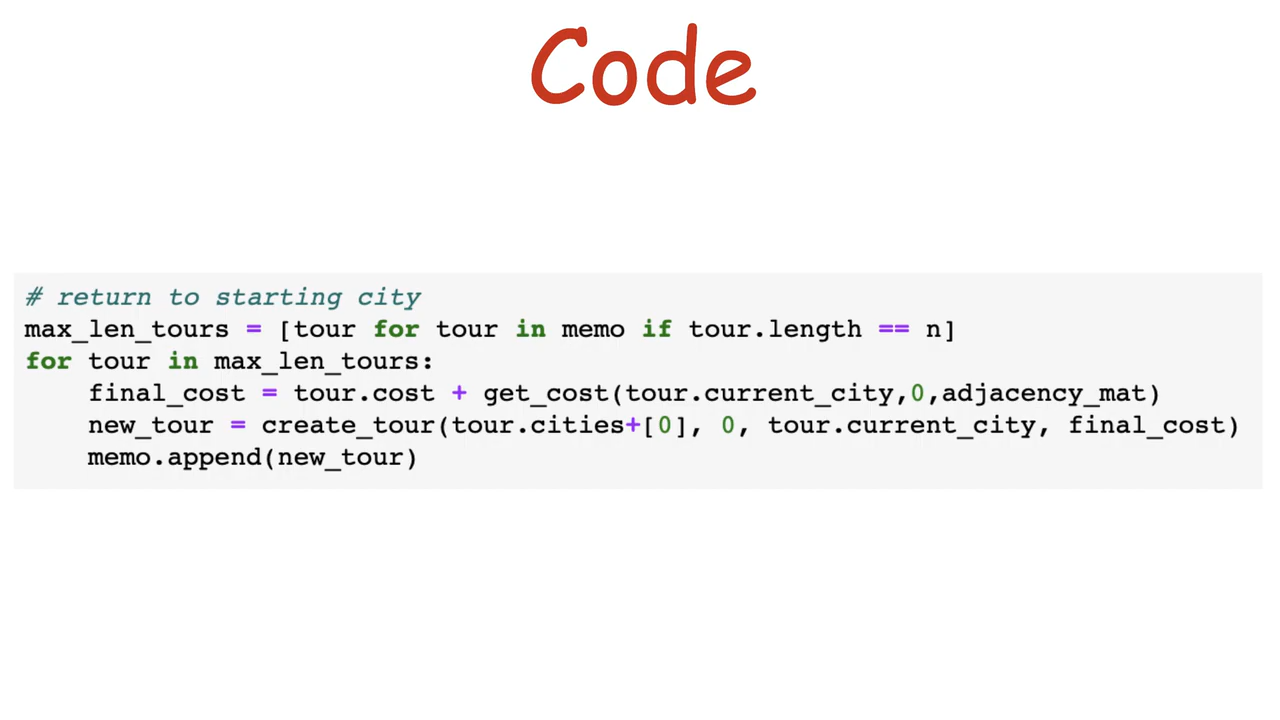 Code
# return to starting city
max_len_tours = [tour for tour in memo if tour.length == n]
for tour in max_len_tours:
    final_cost = tour.cost + get_cost(tour.current_city,0,adjacency_mat)
    new_tour = create_tour(tour.cities+[0], 0, tour.current_city, final_cost)
    memo.append(new_tour)